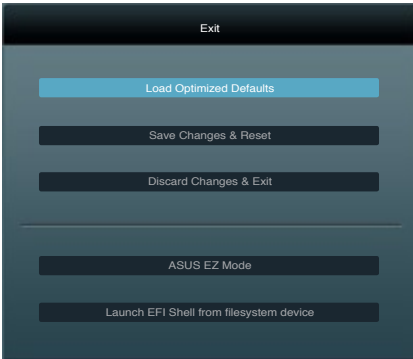 Exit
Load Optimized Defaults
Save Changes & Reset
Discard Changes & Exit
ASUS EZ Mode
Launch EFI Shell from filesystem device